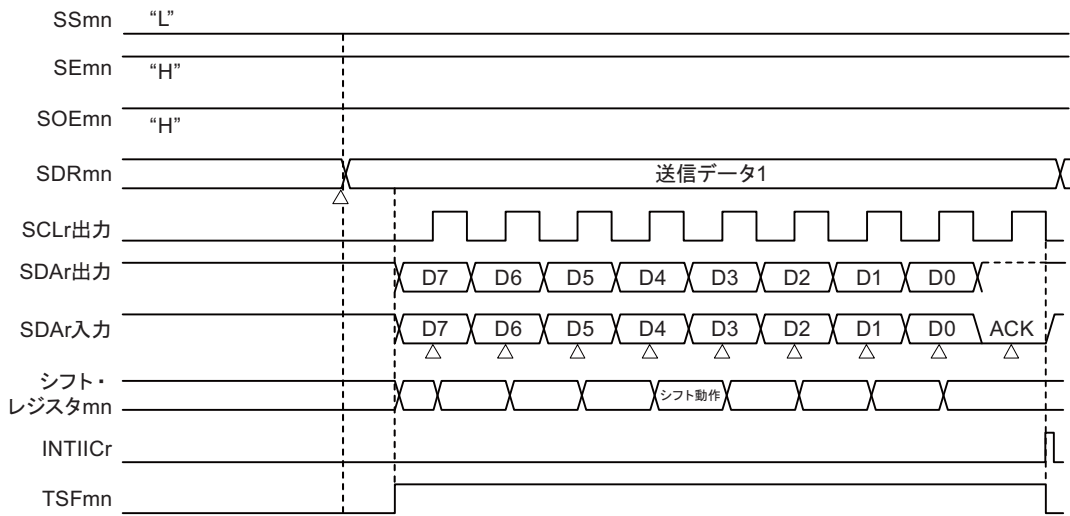 SSmn “L”
SEmn “H”
SOEmn “H”
SDRmn 送信データ1
SCLr出力
SDAr出力 D7 D6 D5 D4 D3 D2 D1 D0
SDAr入力 D7 D6 D5 D4 D3 D2 D1 D0 ACK
シフト・
レジスタmn シフト動作
INTIICr
TSFmn